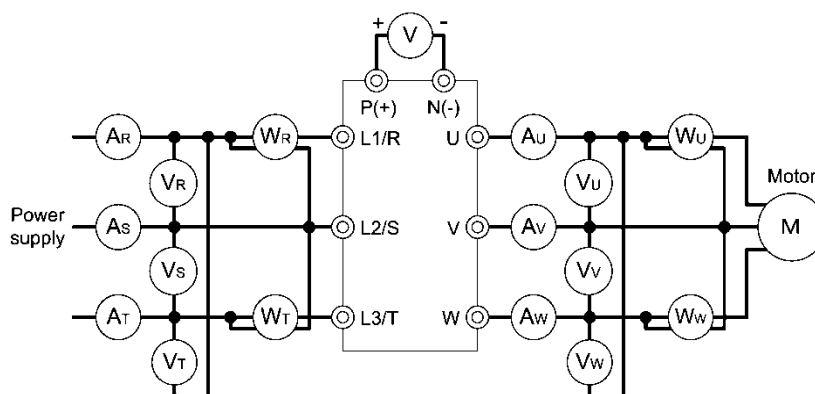 + V -
P(+) N(-)
AR WR L1/R U AU WU
VR VU Motor
Power supply AS L2/S V AV M
VS VV
AT WT L3/T W AW WW
VT VW